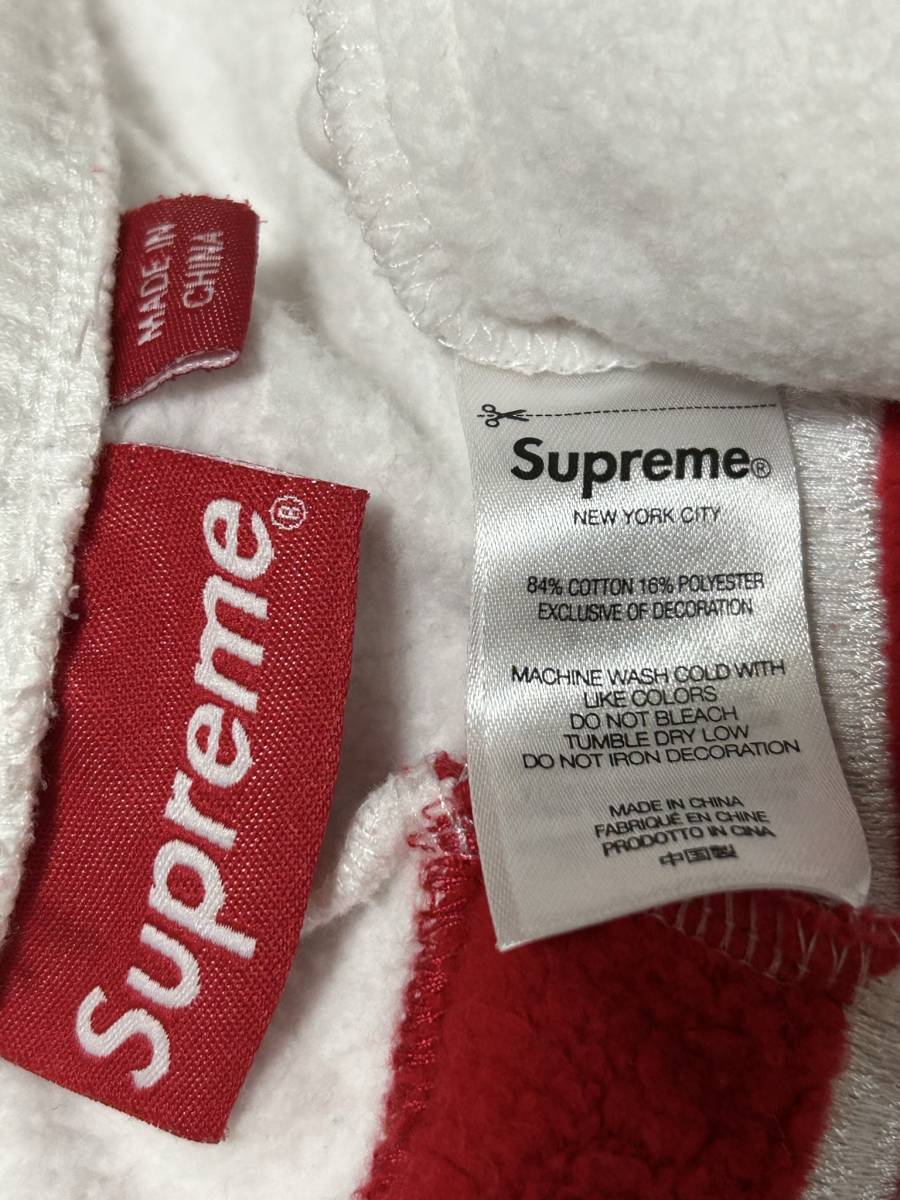 MADE IN
CHINA
Supreme®
Supreme®
NEW YORK CITY
84% COTTON 16% POLYESTER
EXCLUSIVE OF DECORATION
MACHINE WASH COLD WITH
LIKE COLORS
DO NOT BLEACH
TUMBLE DRY LOW
DO NOT IRON DECORATION
MADE IN CHINA
FABRIQUÉ EN CHINE
PRODOTTO IN CINA
中国製